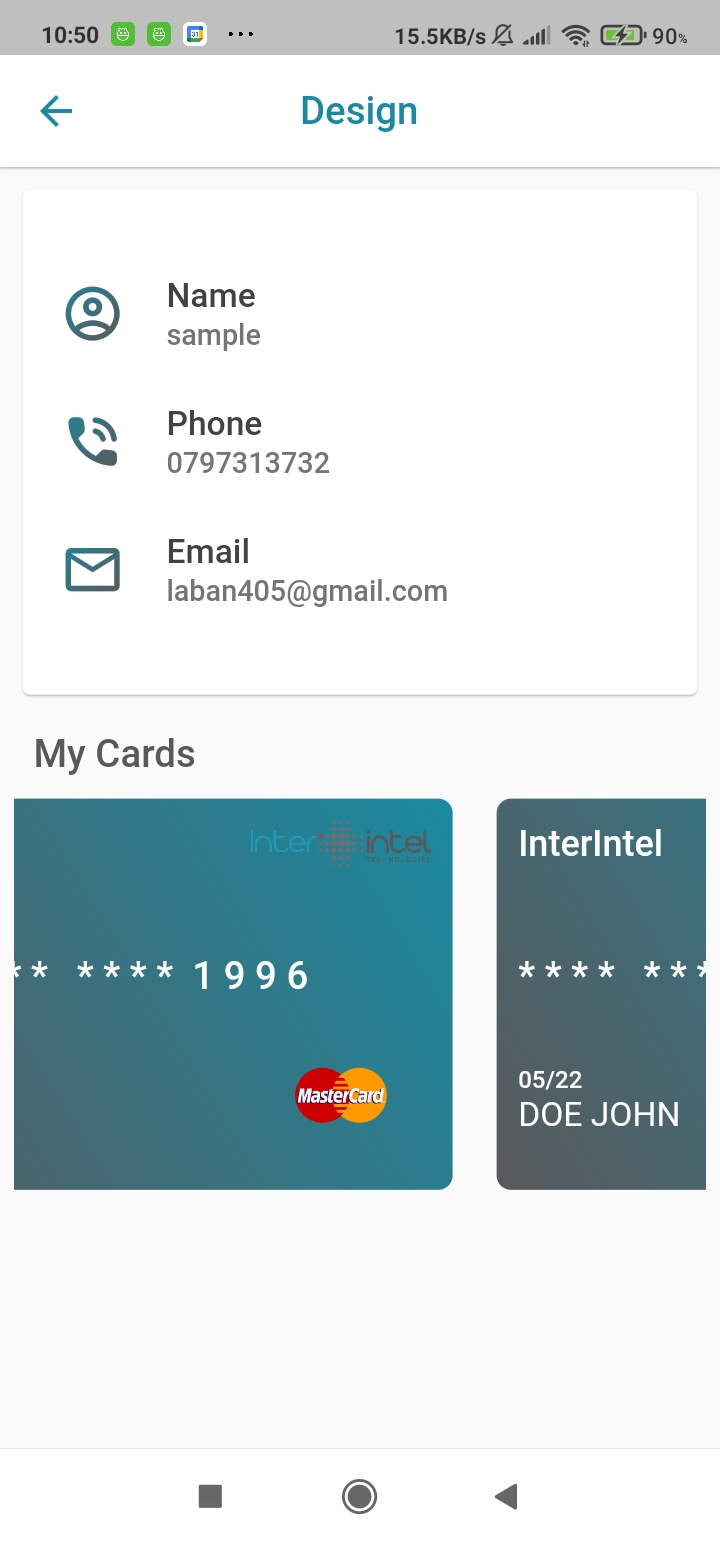 10:50 31 ... 15.5KB/s 90%
Design
Name
sample
Phone
0797313732
Email
laban405@gmail.com
My Cards
Inter intel
TECHNOLOGIES
** **** 1996
MasterCard
InterIntel
**** ***
05/22
DOE JOHN